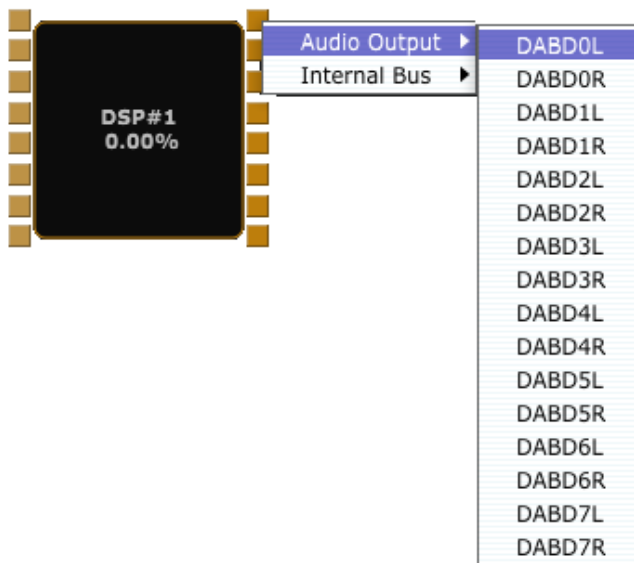 DSP#1
0.00%
Audio Output
Internal Bus
DABD0L
DABD0R
DABD1L
DABD1R
DABD2L
DABD2R
DABD3L
DABD3R
DABD4L
DABD4R
DABD5L
DABD5R
DABD6L
DABD6R
DABD7L
DABD7R